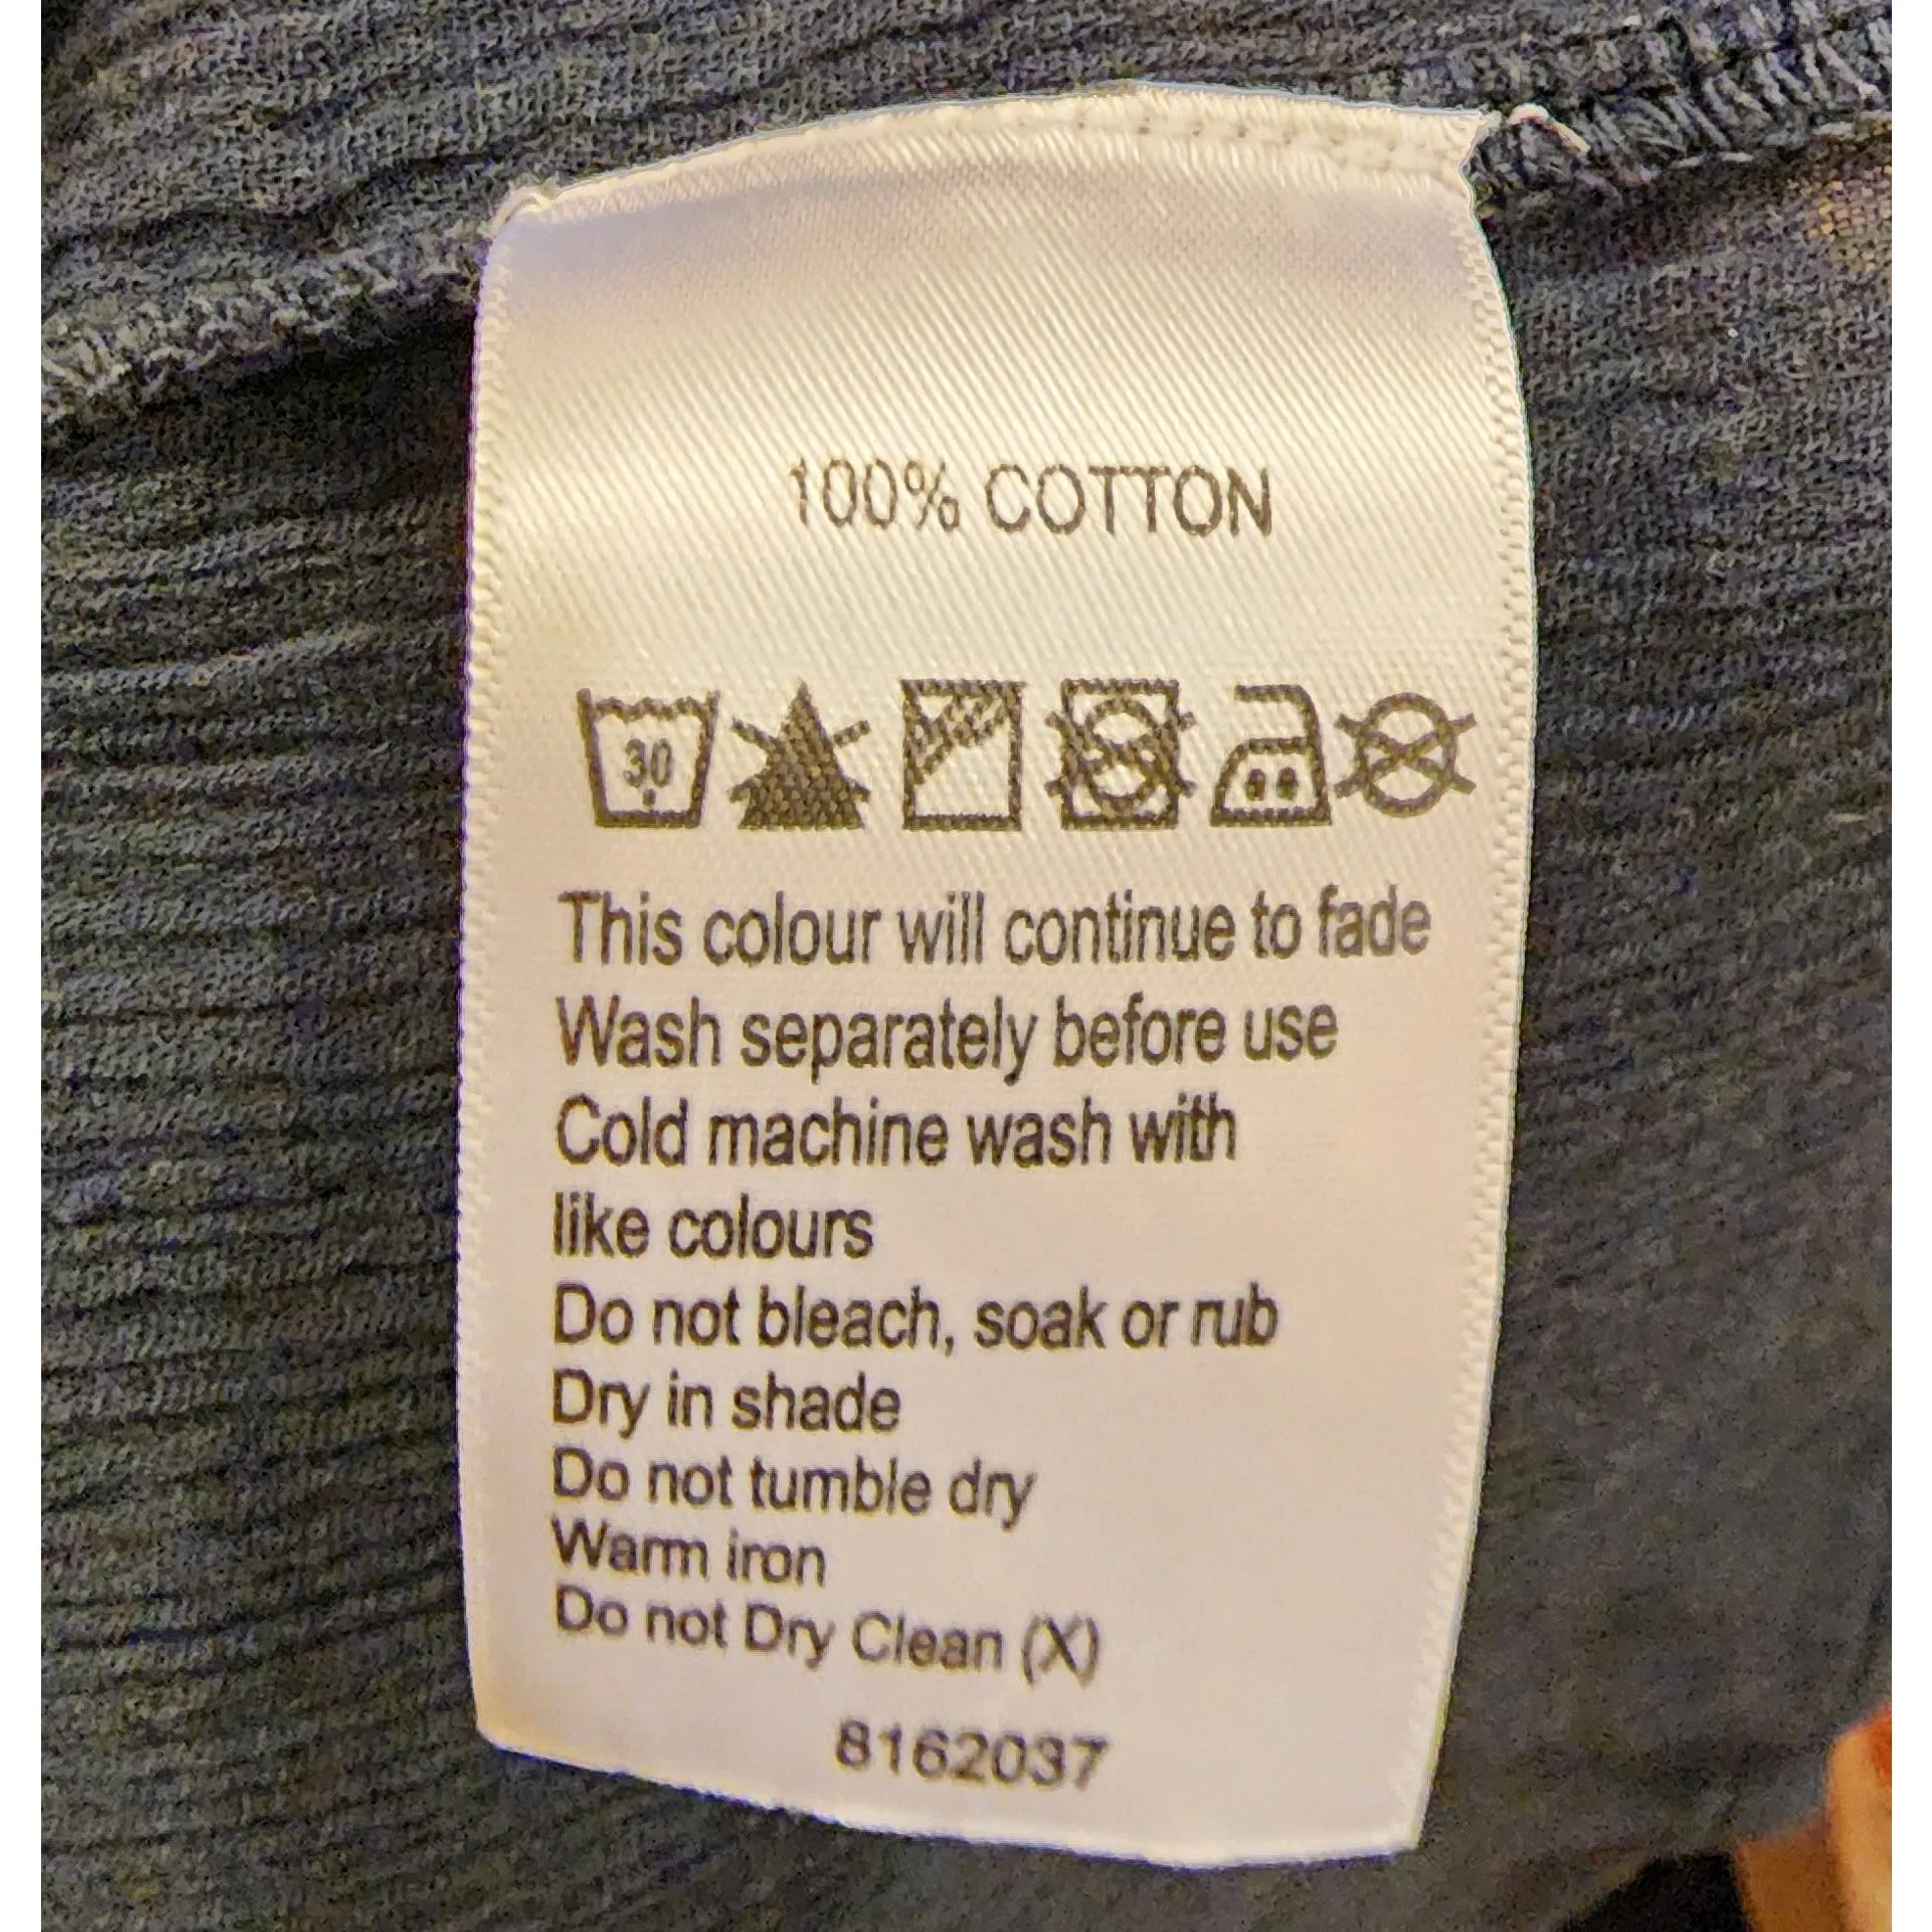 100% COTTON
30
This colour will continue to fade
Wash separately before use
Cold machine wash with
like colours
Do not bleach, soak or rub
Dry in shade
Do not tumble dry
Warm iron
Do not Dry Clean (X)
8162037